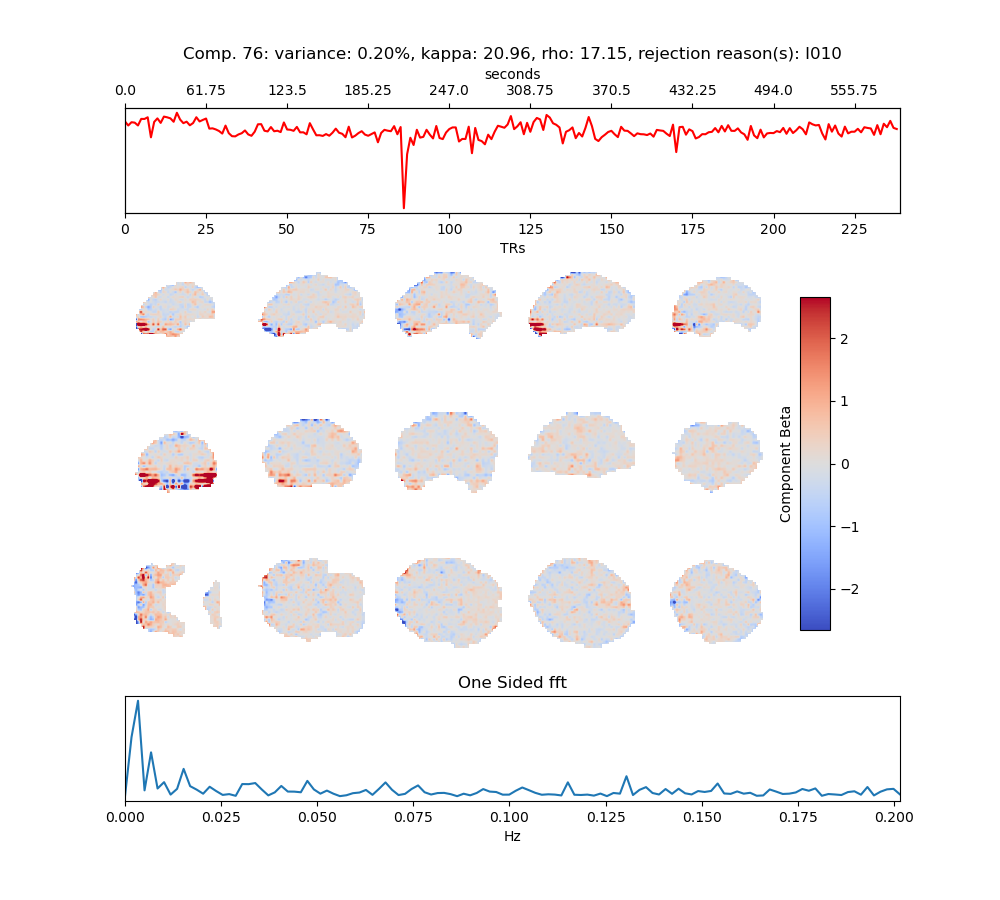 Comp. 76: variance: 0.20%, kappa: 20.96, rho: 17.15, rejection reason(s): I010
seconds
0.0 61.75 123.5 185.25 247.0 308.75 370.5 432.25 494.0 555.75
0 25 50 75 100 125 150 175 200 225
TRs
2
1
0
−1
−2
Component Beta
One Sided fft
0.000 0.025 0.050 0.075 0.100 0.125 0.150 0.175 0.200
Hz